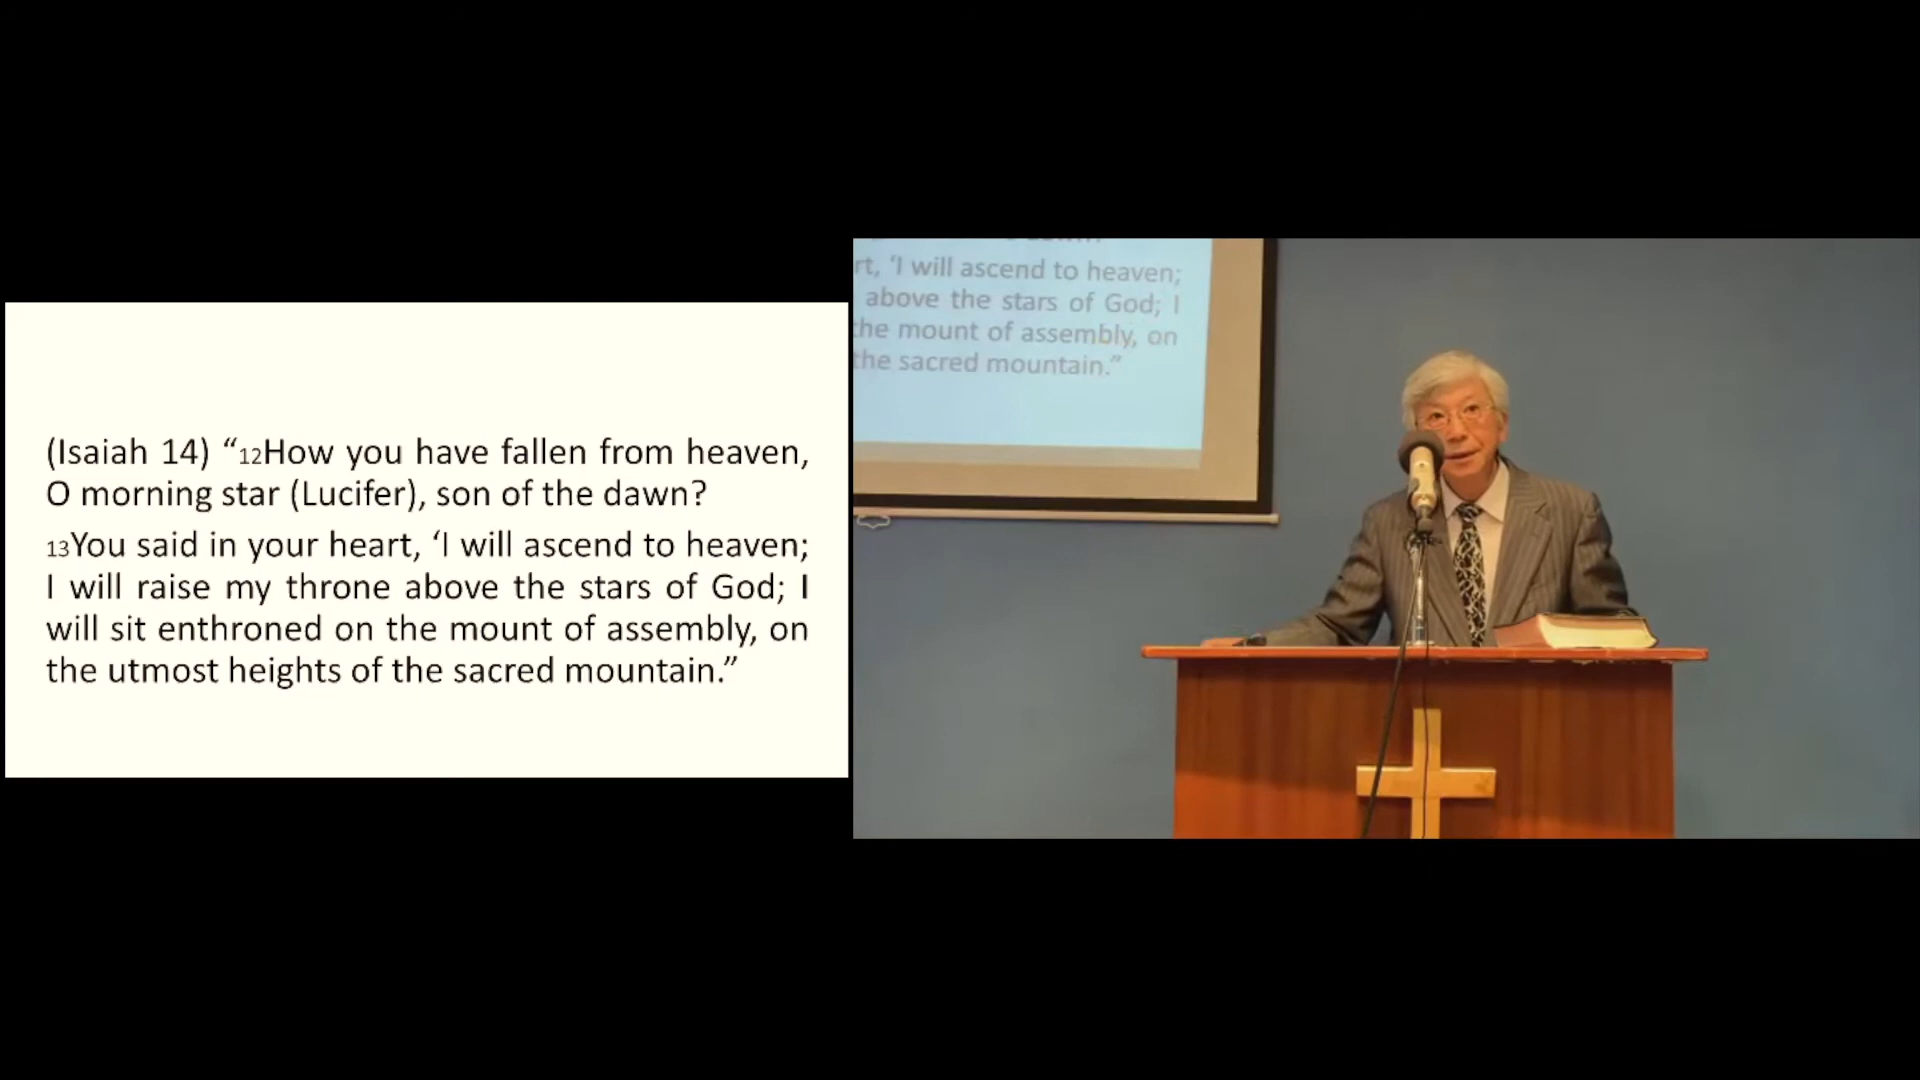 (Isaiah 14) “12How you have fallen from heaven,
O morning star (Lucifer), son of the dawn?
13You said in your heart, ‘I will ascend to heaven;
I will raise my throne above the stars of God; I
will sit enthroned on the mount of assembly, on
the utmost heights of the sacred mountain.”
rt, ‘I will ascend to heaven;
above the stars of God; I
the mount of assembly, on
the sacred mountain.”